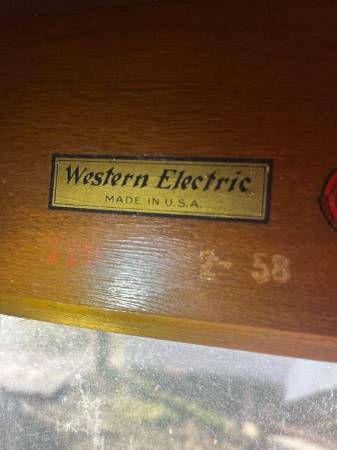 Western Electric
MADE IN U.S.A.
2- 58